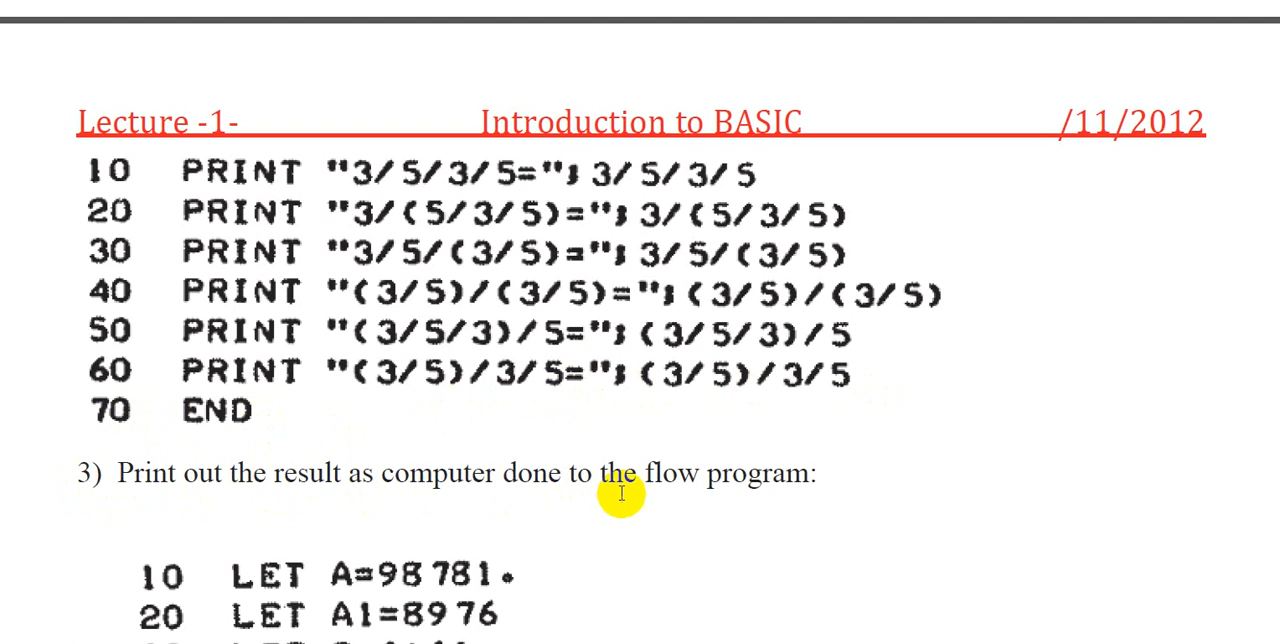 Lecture -1- Introduction to BASIC /11/2012
10 PRINT "3/5/3/5="; 3/5/3/5
20 PRINT "3/(5/3/5)="; 3/(5/3/5)
30 PRINT "3/5/(3/5)="; 3/5/(3/5)
40 PRINT "(3/5)/(3/5)="; (3/5)/(3/5)
50 PRINT "(3/5/3)/5="; (3/5/3)/5
60 PRINT "(3/5)/3/5="; (3/5)/3/5
70 END
3) Print out the result as computer done to the flow program:
10 LET A=98781.
20 LET A1=8976